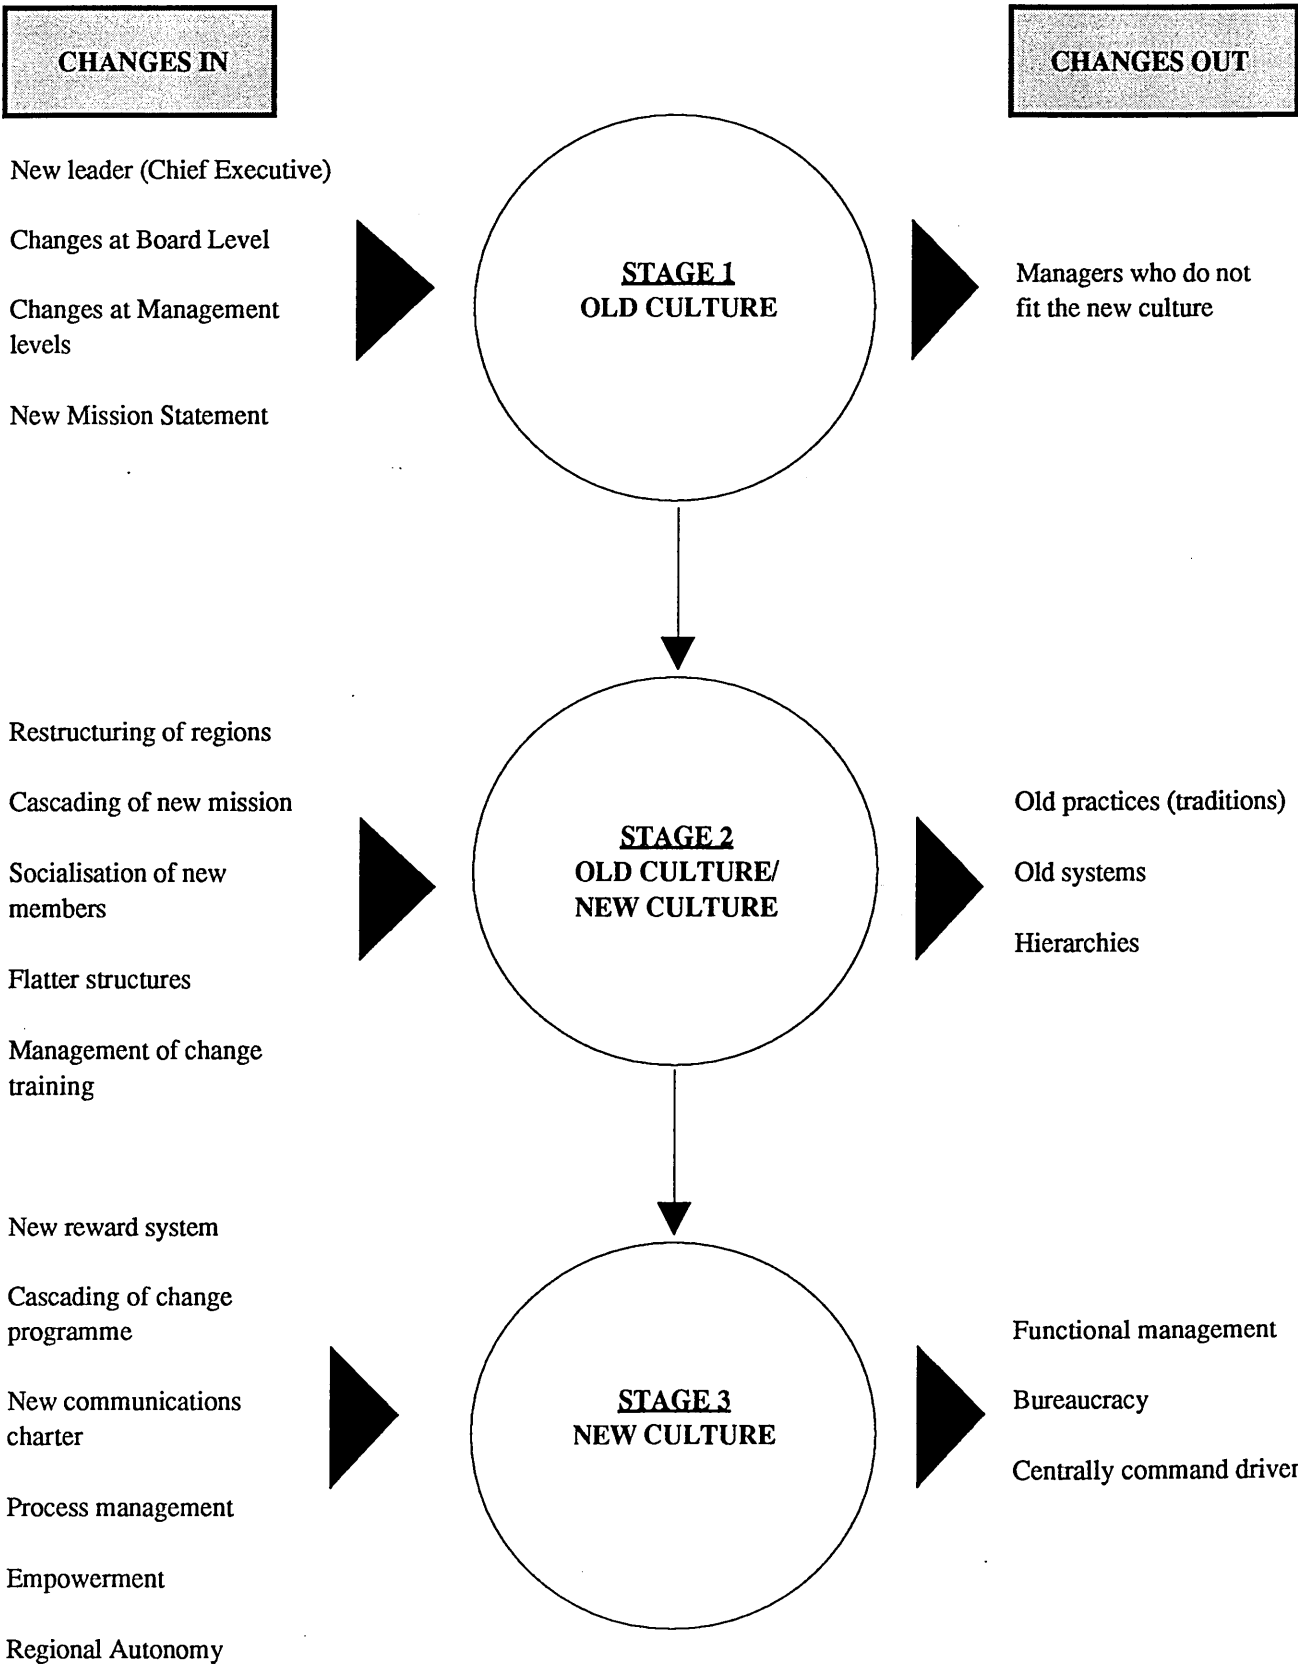 CHANGES IN
CHANGES OUT
New leader (Chief Executive)
Changes at Board Level
Changes at Management
levels
New Mission Statement
STAGE 1
OLD CULTURE
Managers who do not
fit the new culture
Restructuring of regions
Cascading of new mission
Socialisation of new
members
Flatter structures
Management of change
training
STAGE 2
OLD CULTURE/
NEW CULTURE
Old practices (traditions)
Old systems
Hierarchies
New reward system
Cascading of change
programme
New communications
charter
Process management
Empowerment
Regional Autonomy
STAGE 3
NEW CULTURE
Functional management
Bureaucracy
Centrally command